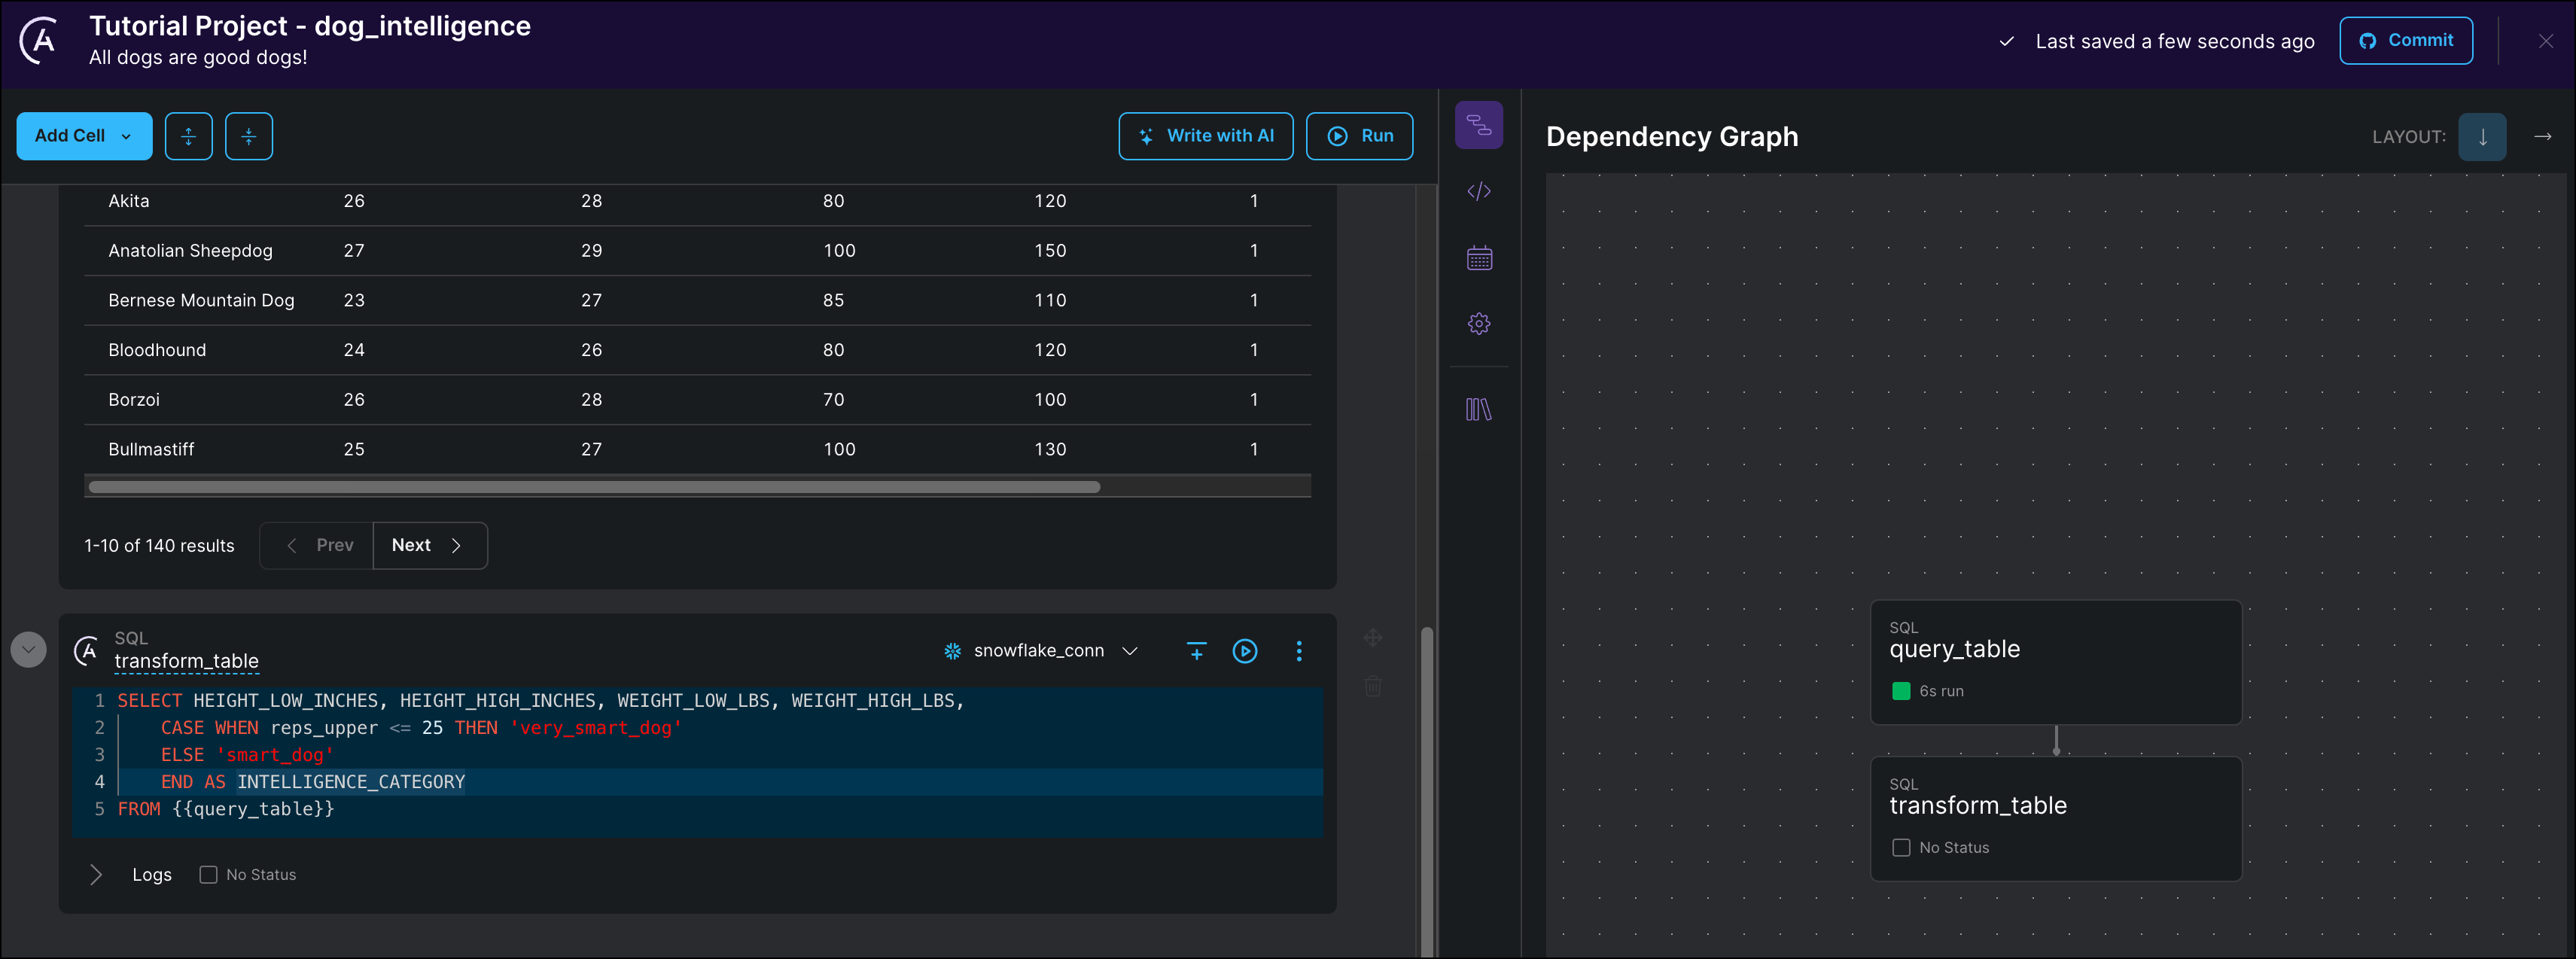 Tutorial Project - dog_intelligence
All dogs are good dogs!
Last saved a few seconds ago
Commit
Add Cell
Write with AI
Run
Akita 26 28 80 120 1
Anatolian Sheepdog 27 29 100 150 1
Bernese Mountain Dog 23 27 85 110 1
Bloodhound 24 26 80 120 1
Borzoi 26 28 70 100 1
Bullmastiff 25 27 100 130 1
1-10 of 140 results
Prev
Next
SQL
transform_table
snowflake_conn
1 SELECT HEIGHT_LOW_INCHES, HEIGHT_HIGH_INCHES, WEIGHT_LOW_LBS, WEIGHT_HIGH_LBS,
2 CASE WHEN reps_upper <= 25 THEN 'very_smart_dog'
3 ELSE 'smart_dog'
4 END AS INTELLIGENCE_CATEGORY
5 FROM {{query_table}}
Logs
No Status
Dependency Graph
LAYOUT:
SQL
query_table
6s run
SQL
transform_table
No Status